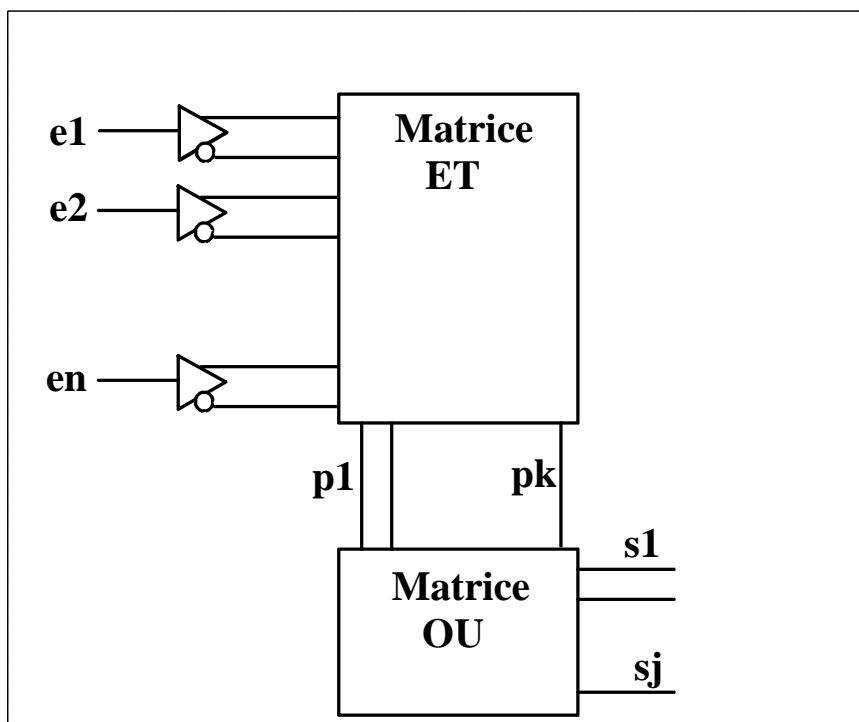 e1
Matrice
ET
e2
en
p1
pk
s1
Matrice
OU
sj